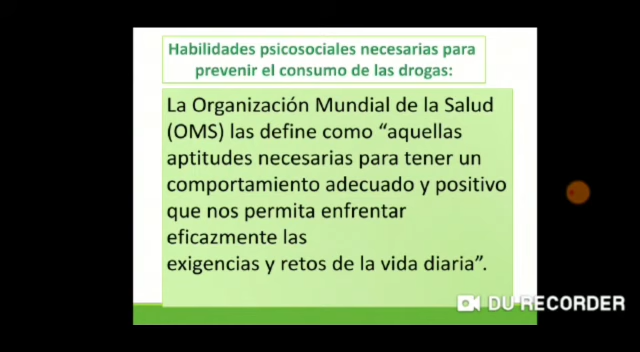 Habilidades psicosociales necesarias para
prevenir el consumo de las drogas:
La Organización Mundial de la Salud
(OMS) las define como “aquellas
aptitudes necesarias para tener un
comportamiento adecuado y positivo
que nos permita enfrentar
eficazmente las
exigencias y retos de la vida diaria”.
DU RECORDER